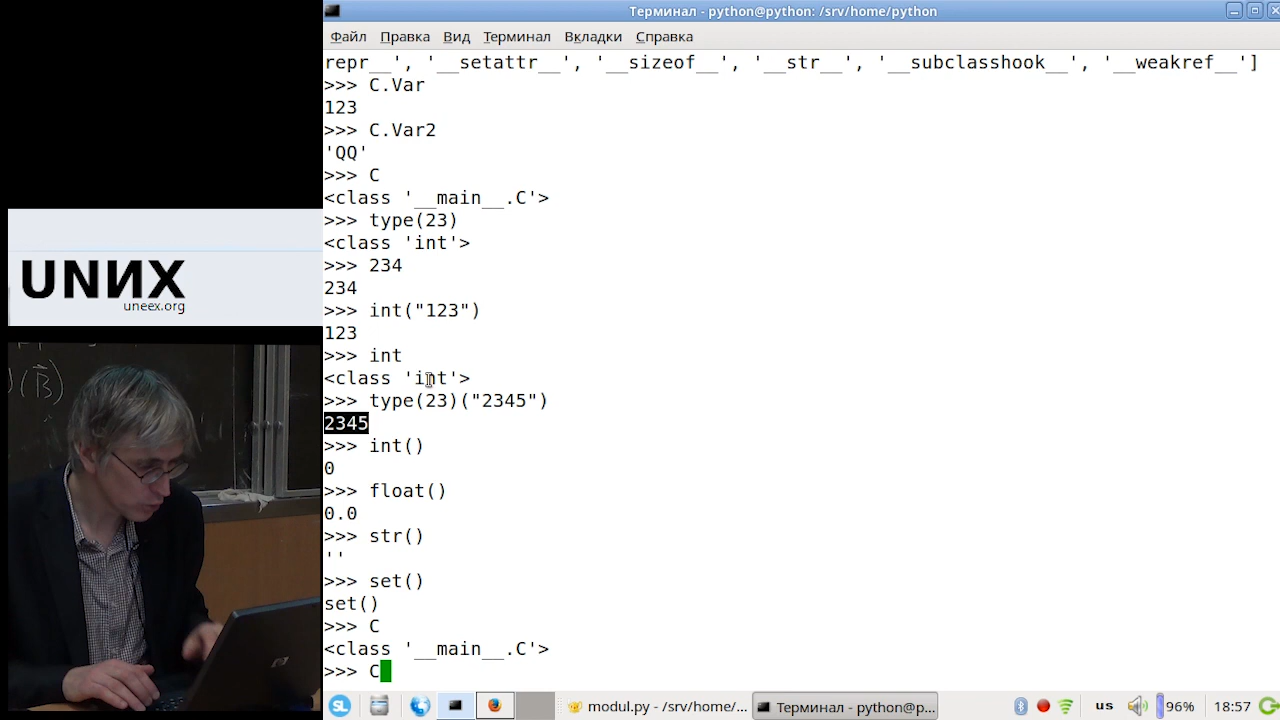 Терминал - python@python: /srv/home/python
Файл Правка Вид Терминал Вкладки Справка
repr__', '__setattr__', '__sizeof__', '__str__', '__subclasshook__', '__weakref__']
>>> C.Var
123
>>> C.Var2
'QQ'
>>> C
<class '__main__.C'>
>>> type(23)
<class 'int'>
>>> 234
234
>>> int("123")
123
>>> int
<class 'int'>
>>> type(23)("2345")
2345
>>> int()
0
>>> float()
0.0
>>> str()
''
>>> set()
set()
>>> C
<class '__main__.C'>
>>> C
UNИX
uneex.org
(B)
hp
SL
modul.py - /srv/home/...
Терминал - python@p...
us
96%
18:57